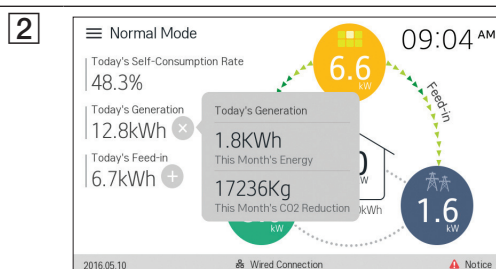 2
Normal Mode
09:04 AM
Today's Self-Consumption Rate
48.3%
Today's Generation
12.8kWh
Today's Feed-in
6.7kWh
Today's Generation
1.8KWh
This Month's Energy
17236Kg
This Month's CO2 Reduction
6.6
kW
Feed-in
kWh
kW
1.6
kW
2016.05.10
Wired Connection
Notice